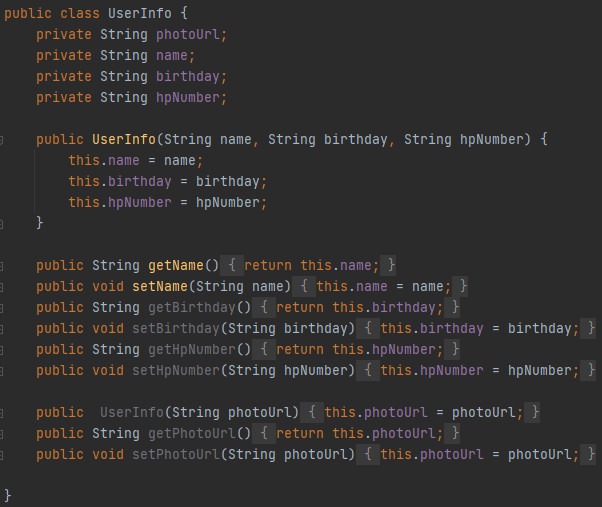 public class UserInfo {
    private String photoUrl;
    private String name;
    private String birthday;
    private String hpNumber;

    public UserInfo(String name, String birthday, String hpNumber) {
        this.name = name;
        this.birthday = birthday;
        this.hpNumber = hpNumber;
    }

    public String getName() { return this.name; }
    public void setName(String name) { this.name = name; }
    public String getBirthday() { return this.birthday; }
    public void setBirthday(String birthday) { this.birthday = birthday; }
    public String getHpNumber() { return this.hpNumber; }
    public void setHpNumber(String hpNumber) { this.hpNumber = hpNumber; }

    public  UserInfo(String photoUrl) { this.photoUrl = photoUrl; }
    public String getPhotoUrl() { return this.photoUrl; }
    public void setPhotoUrl(String photoUrl) { this.photoUrl = photoUrl; }

}